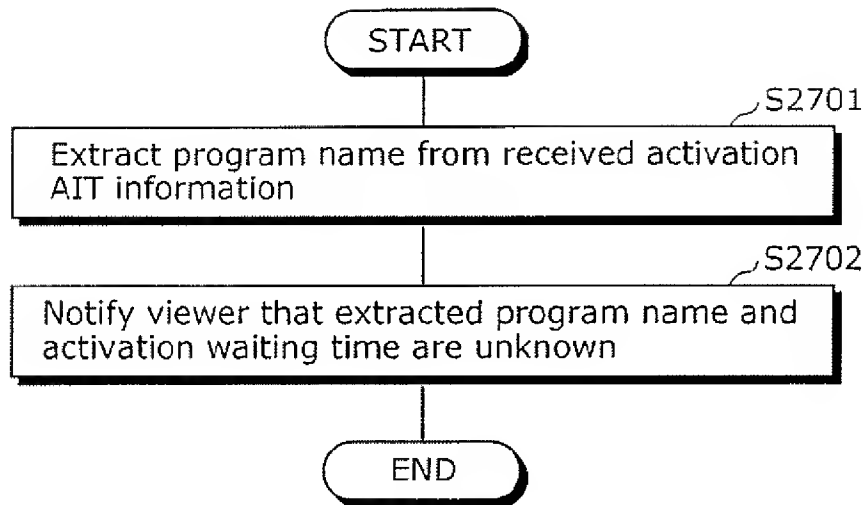 START
S2701
Extract program name from received activation
AIT information
S2702
Notify viewer that extracted program name and
activation waiting time are unknown
END